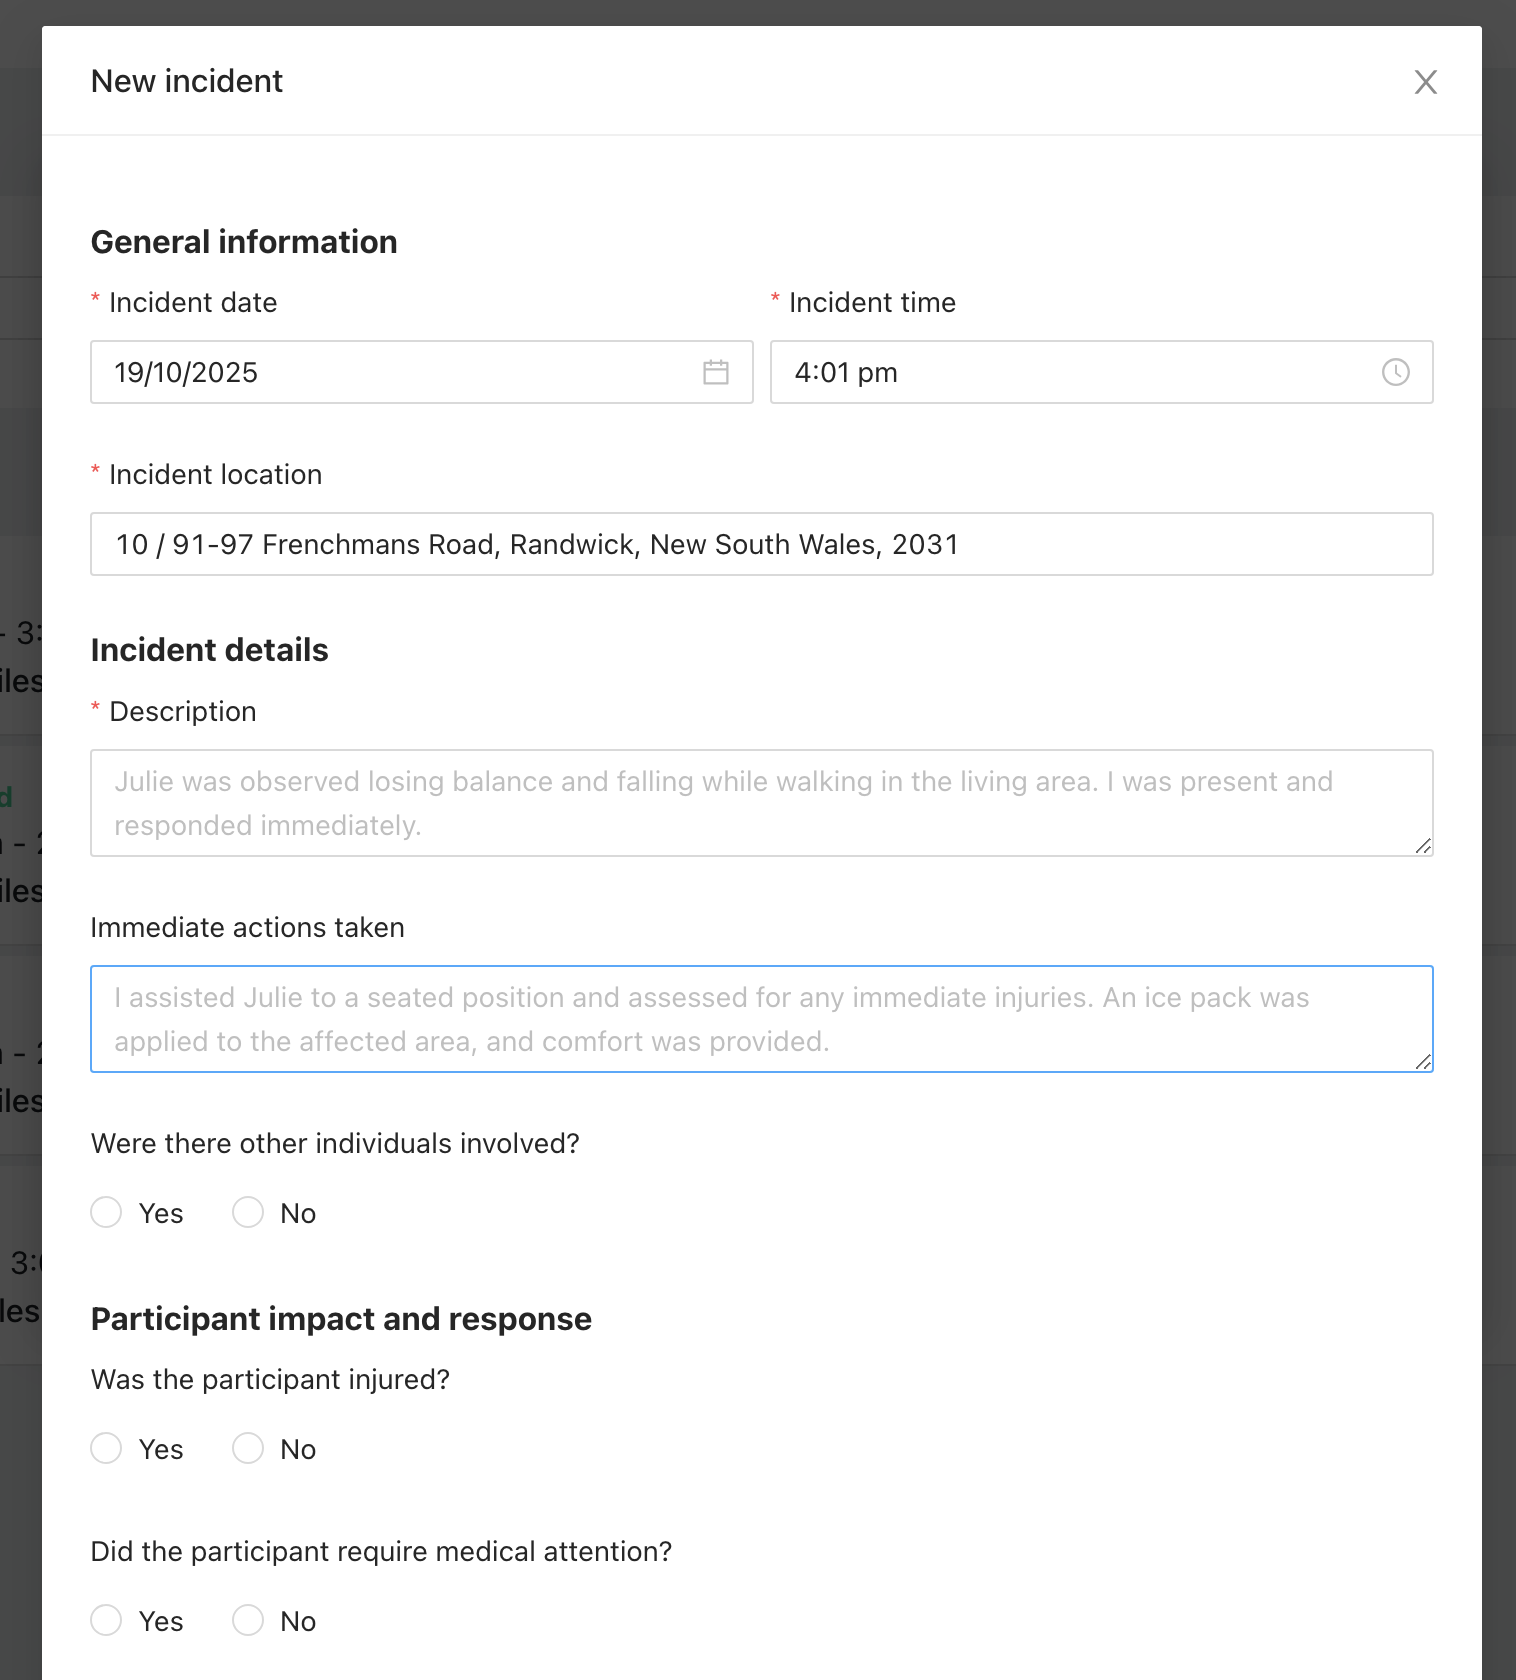 New incident
General information
* Incident date
* Incident time
19/10/2025
4:01 pm
* Incident location
10 / 91-97 Frenchmans Road, Randwick, New South Wales, 2031
Incident details
* Description
Julie was observed losing balance and falling while walking in the living area. I was present and
responded immediately.
Immediate actions taken
I assisted Julie to a seated position and assessed for any immediate injuries. An ice pack was
applied to the affected area, and comfort was provided.
Were there other individuals involved?
Yes No
Participant impact and response
Was the participant injured?
Yes No
Did the participant require medical attention?
Yes No